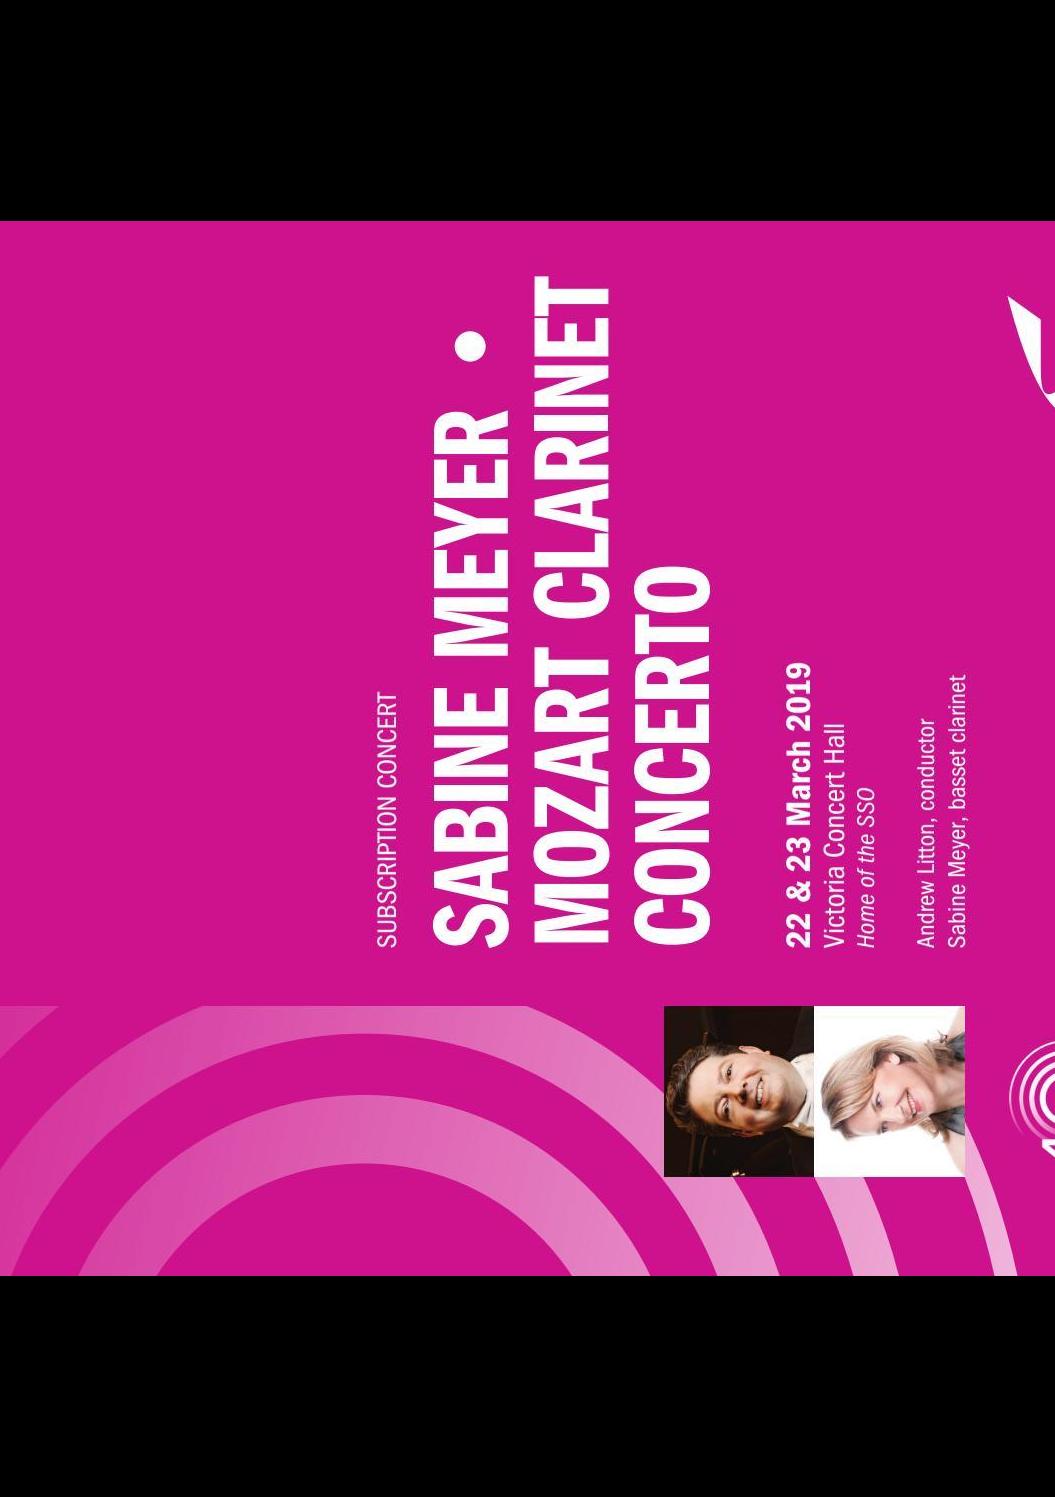 SUBSCRIPTION CONCERT
SABINE MEYER •
MOZART CLARINET
CONCERTO
22 & 23 March 2019
Victoria Concert Hall
Home of the SSO
Andrew Litton, conductor
Sabine Meyer, basset clarinet